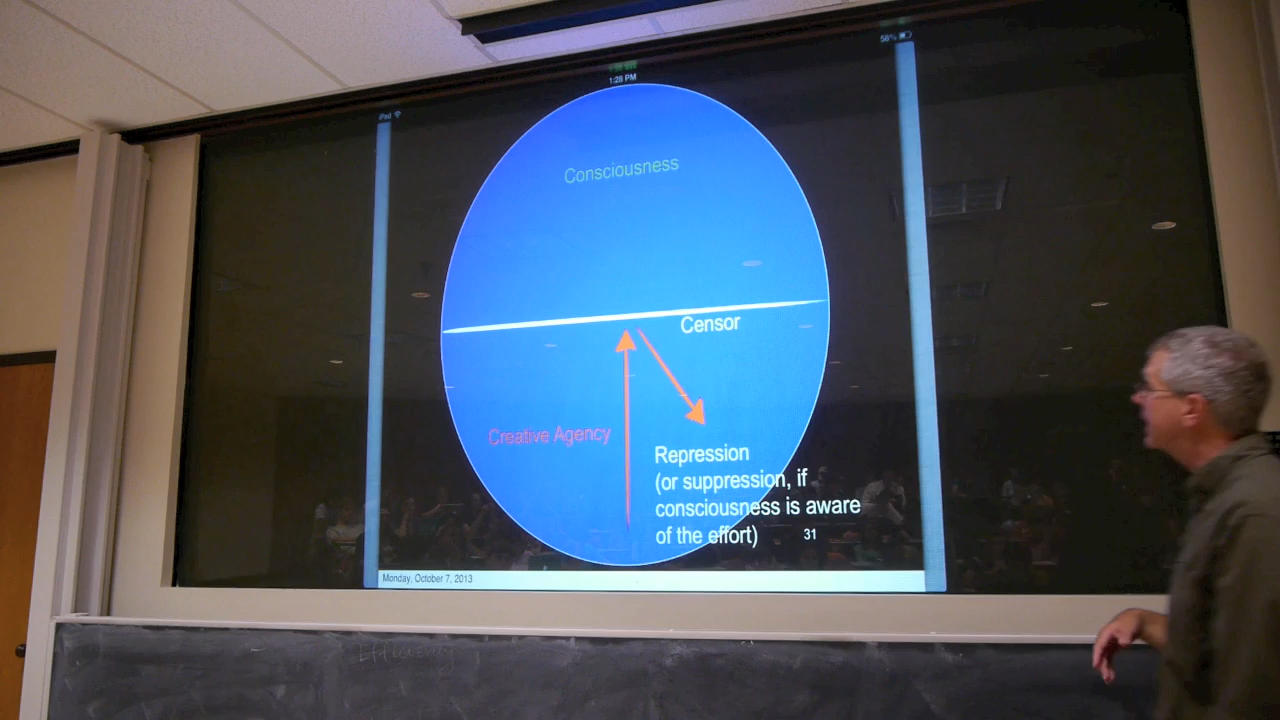 58%
1:28 PM
iPad
Consciousness
Censor
Creative Agency
Repression
(or suppression, if
consciousness is aware
of the effort)
31
Monday, October 7, 2013
Efficiency